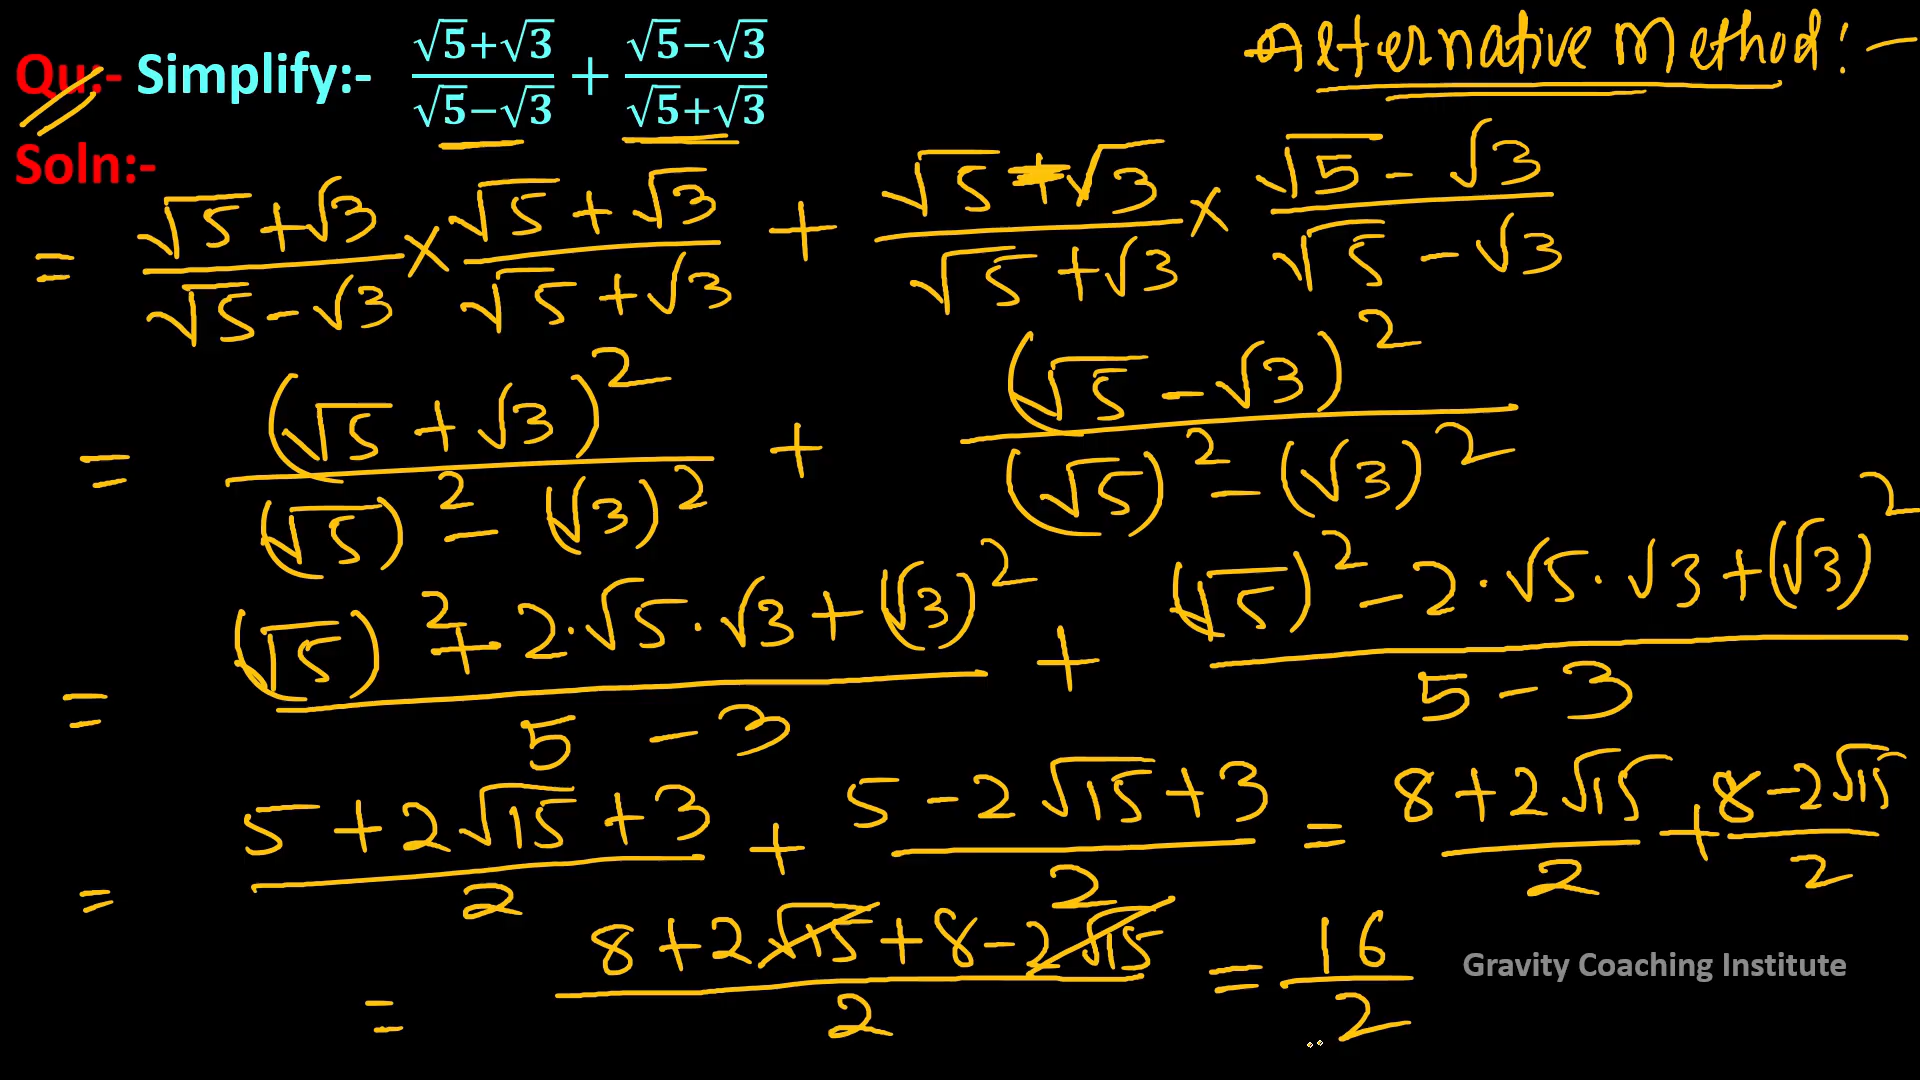 Alternative Method:-
Qu:- Simplify:- (√5+√3)/(√5−√3) + (√5−√3)/(√5+√3)
Soln:-
= (√5+√3)/(√5−√3) × (√5+√3)/(√5+√3) + (√5+√3)/(√5+√3) × (√5−√3)/(√5−√3)
= (√5+√3)²/((√5)²−(√3)²) + (√5−√3)²/((√5)²−(√3)²)
= ((√5)²+2·√5·√3+(√3)²)/(5−3) + ((√5)²−2·√5·√3+(√3)²)/(5−3)
= (5+2√15+3)/2 + (5−2√15+3)/2 = (8+2√15)/2 + (8−2√15)/2
= (8+2√15+8−2√15)/2 = 16/2
Gravity Coaching Institute